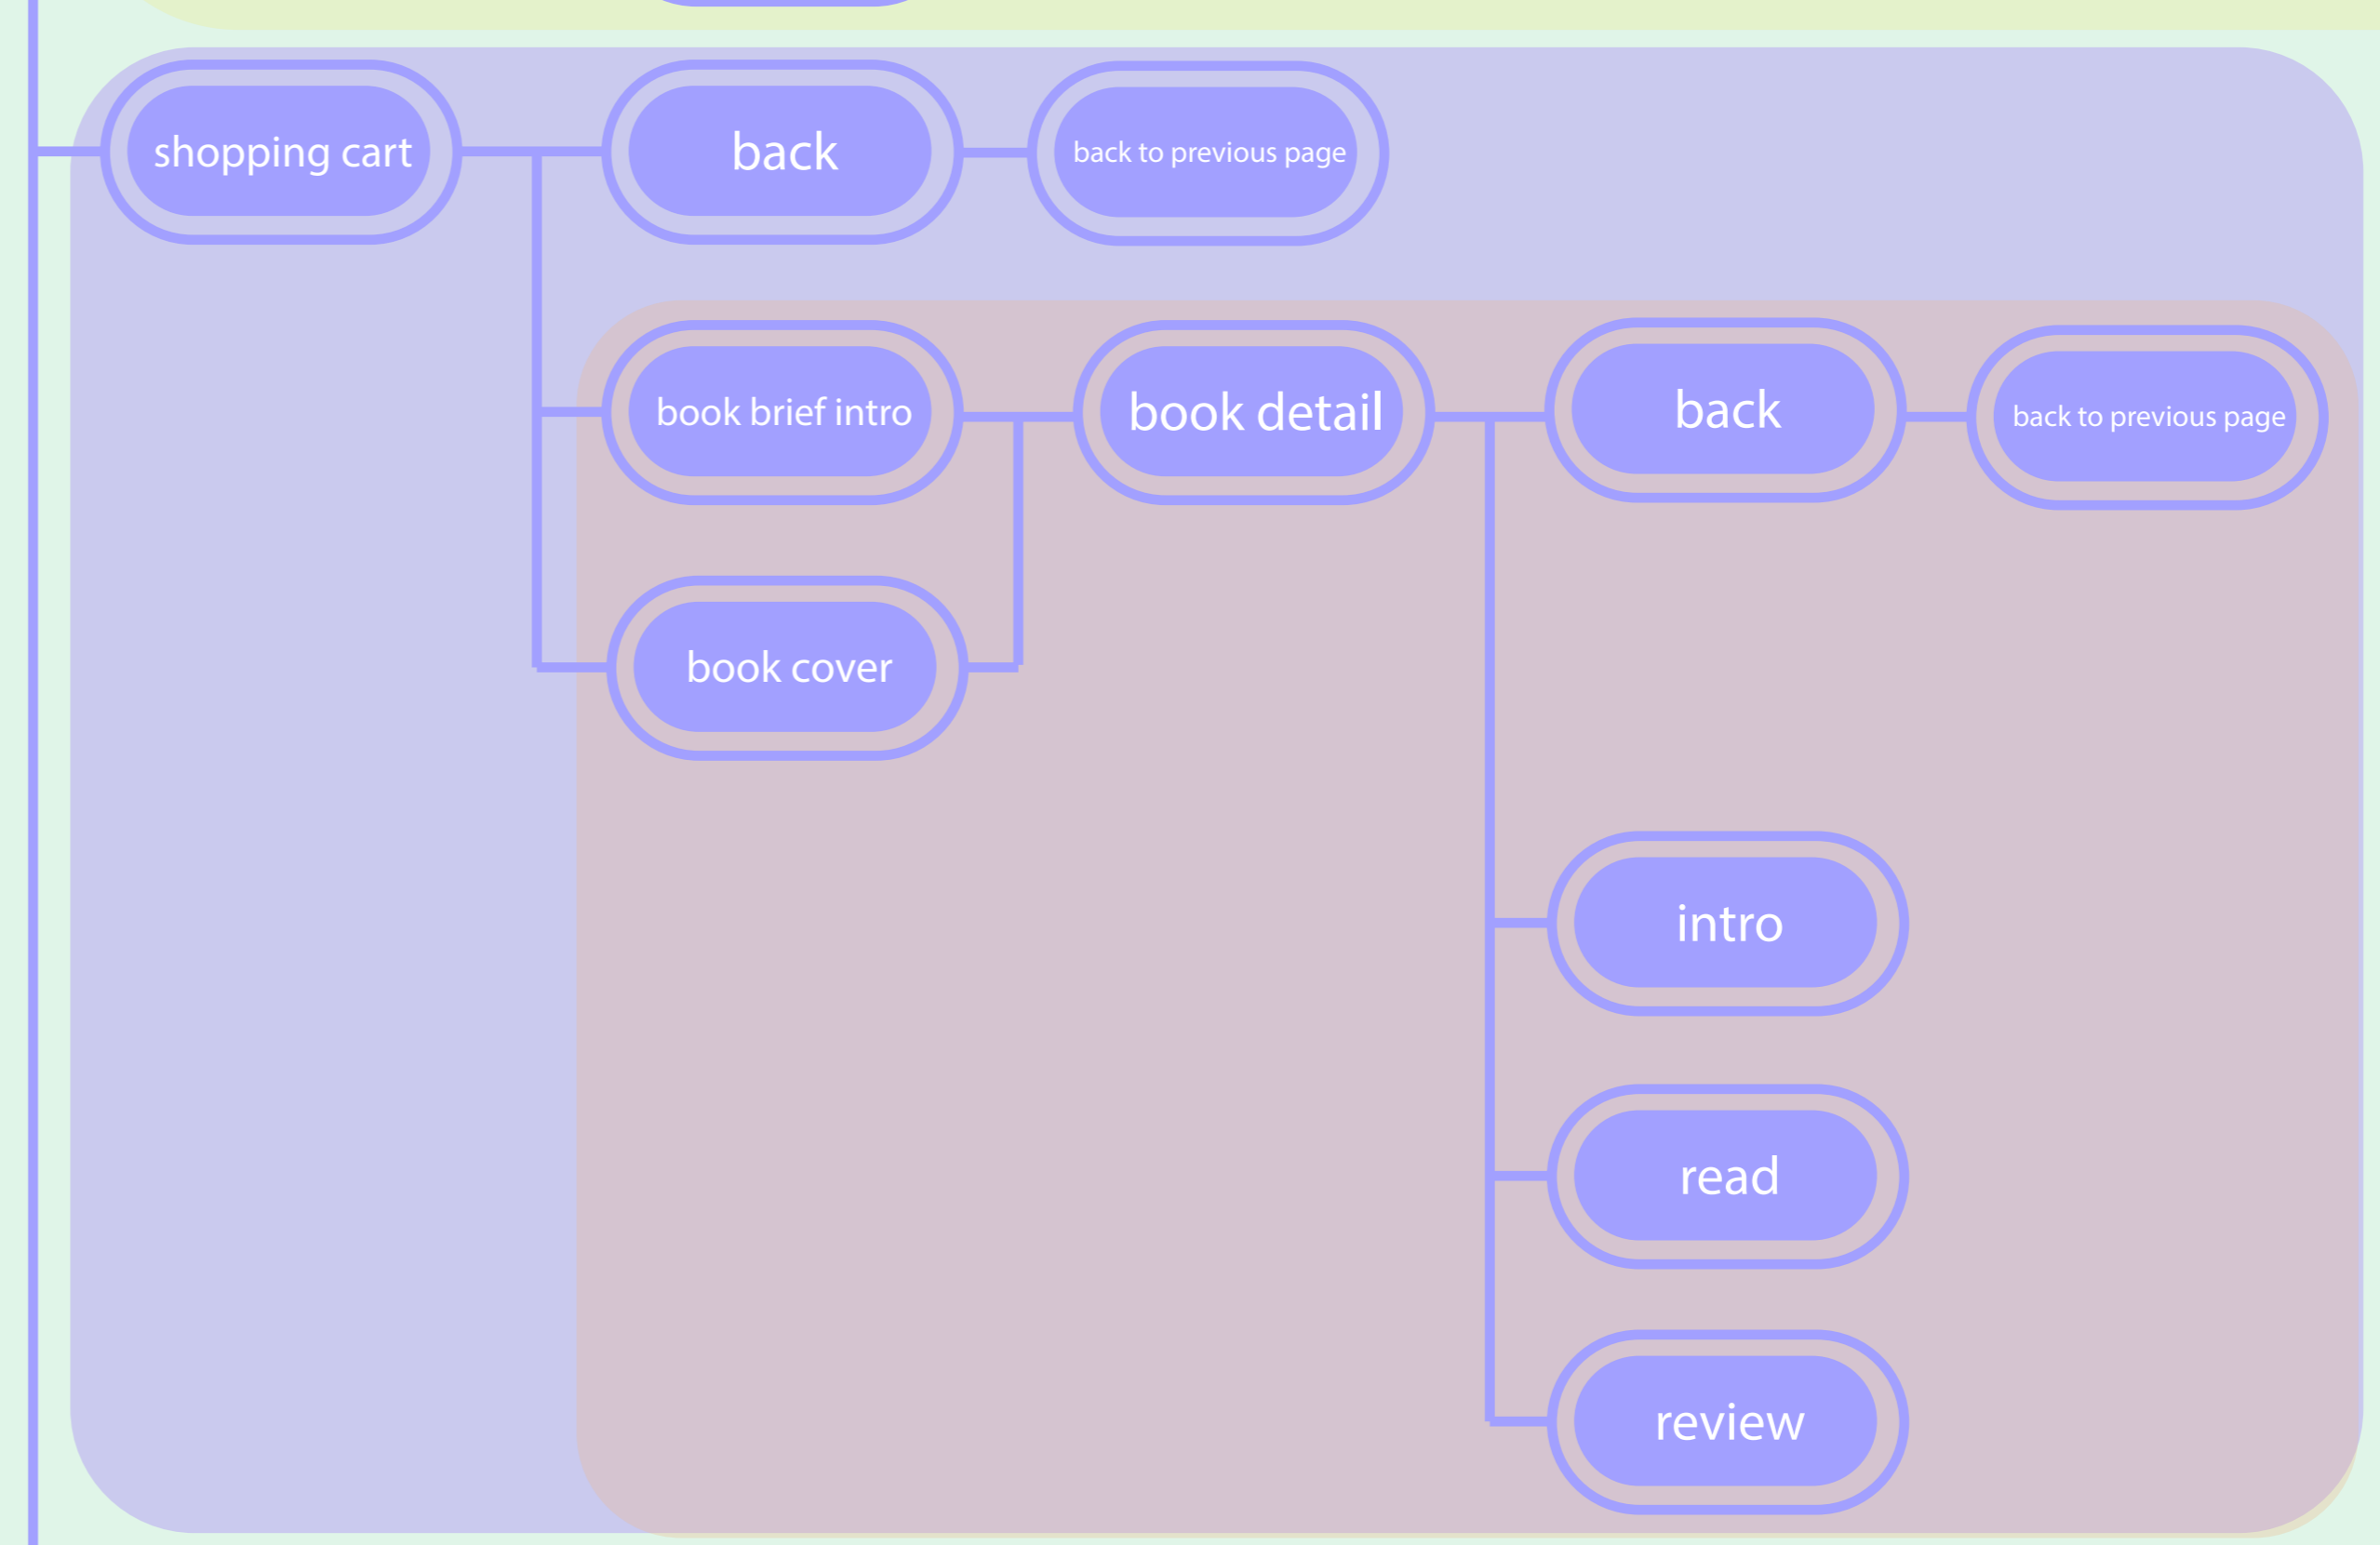 shopping cart
back
back to previous page
book brief intro
book detail
back
back to previous page
book cover
intro
read
review